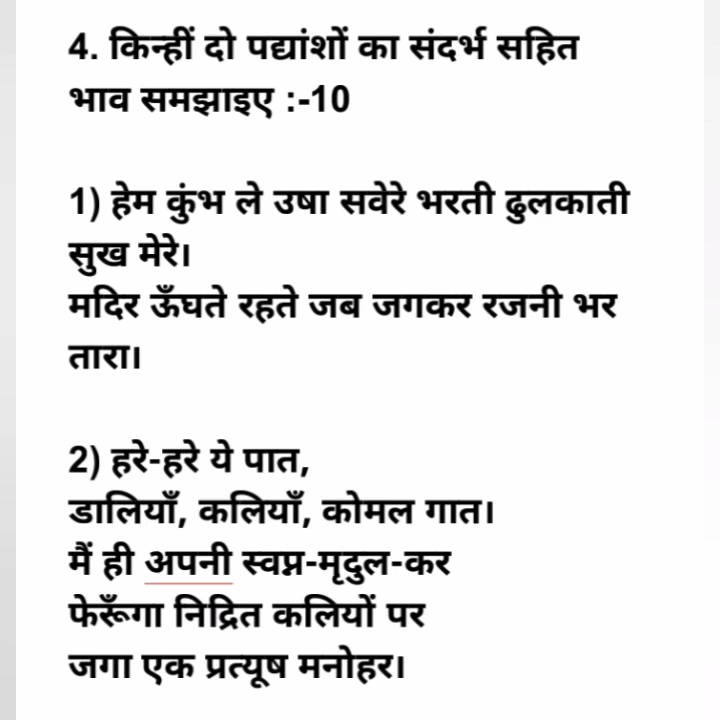 4. किन्हीं दो पद्यांशों का संदर्भ सहित
भाव समझाइए :-10
1) हेम कुंभ ले उषा सवेरे भरती ढुलकाती
सुख मेरे।
मदिर ऊँघते रहते जब जगकर रजनी भर
तारा।
2) हरे-हरे ये पात,
डालियाँ, कलियाँ, कोमल गात।
मैं ही अपनी स्वप्न-मृदुल-कर
फेरूँगा निद्रित कलियों पर
जगा एक प्रत्यूष मनोहर।